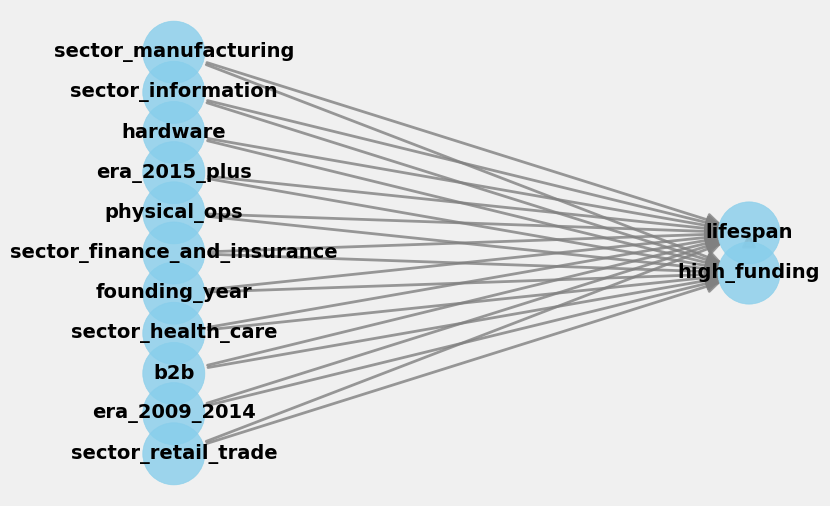 sector_manufacturing
sector_information
hardware
era_2015_plus
physical_ops
sector_finance_and_insurance
founding_year
sector_health_care
b2b
era_2009_2014
sector_retail_trade
lifespan
high_funding